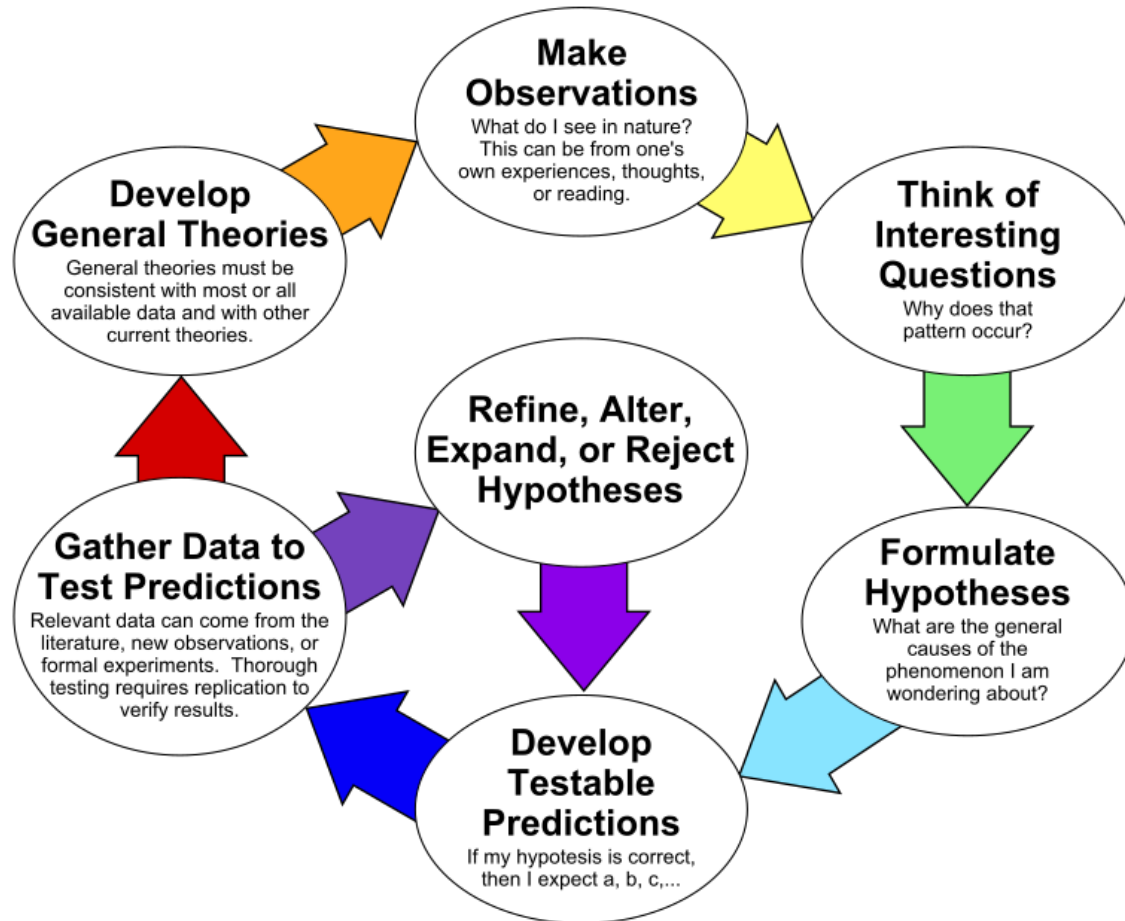 Make
Observations
What do I see in nature?
This can be from one's
own experiences, thoughts,
or reading.
Think of
Interesting
Questions
Why does that
pattern occur?
Formulate
Hypotheses
What are the general
causes of the
phenomenon I am
wondering about?
Develop
Testable
Predictions
If my hypotesis is correct,
then I expect a, b, c,...
Gather Data to
Test Predictions
Relevant data can come from the
literature, new observations, or
formal experiments. Thorough
testing requires replication to
verify results.
Refine, Alter,
Expand, or Reject
Hypotheses
Develop
General Theories
General theories must be
consistent with most or all
available data and with other
current theories.